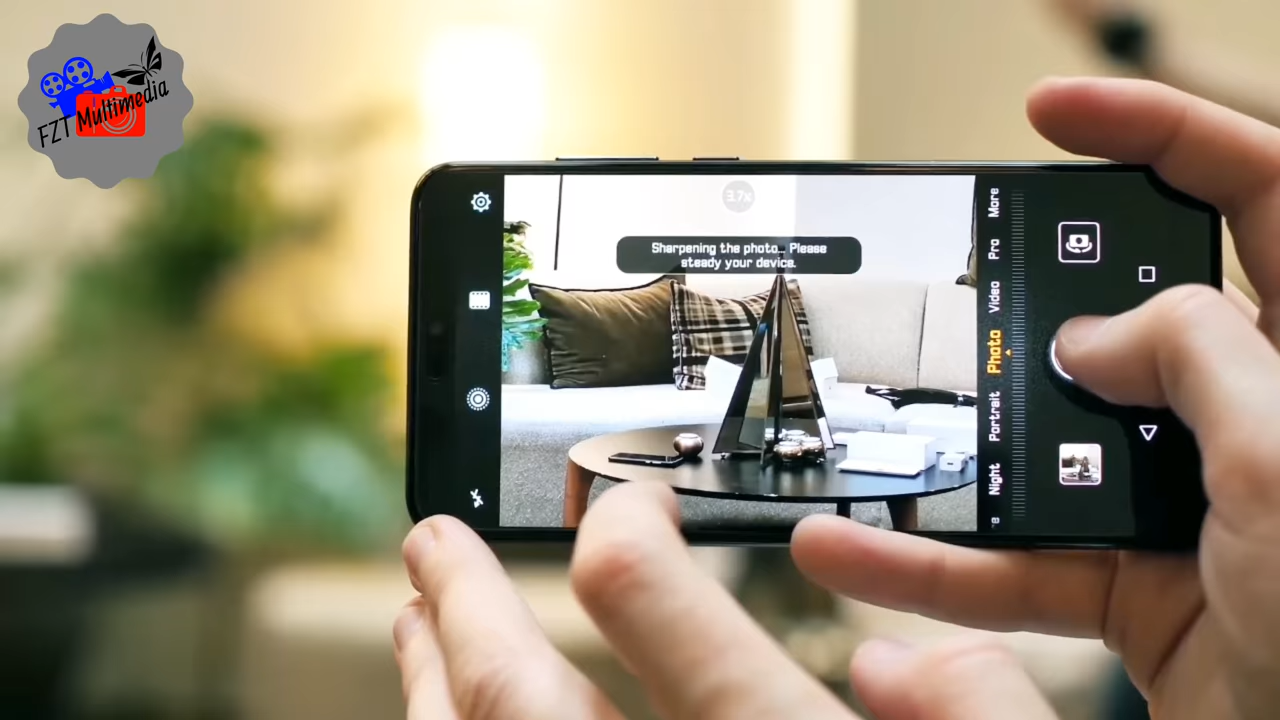 FZT Multimedia
3.7x
Sharpening the photo... Please
steady your device.
More
Pro
Video
Photo
Portrait
Night
e